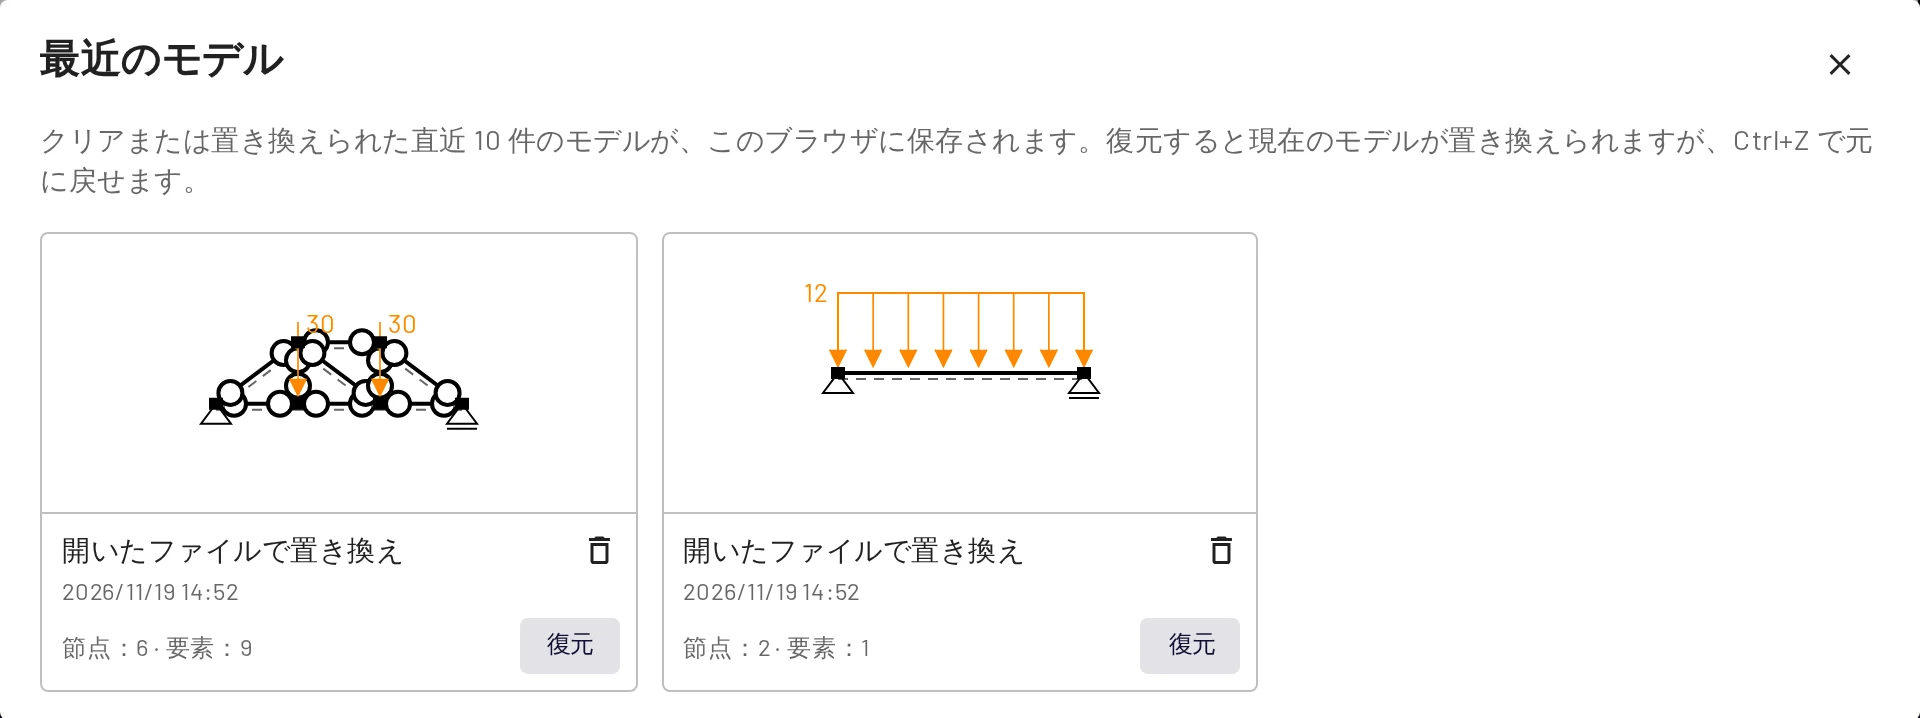 最近のモデル
クリアまたは置き換えられた直近 10 件のモデルが、このブラウザに保存されます。復元すると現在のモデルが置き換えられますが、Ctrl+Z で元
に戻せます。
30 30
12
開いたファイルで置き換え
2026/11/19 14:52
節点：6 · 要素：9
復元
開いたファイルで置き換え
2026/11/19 14:52
節点：2 · 要素：1
復元